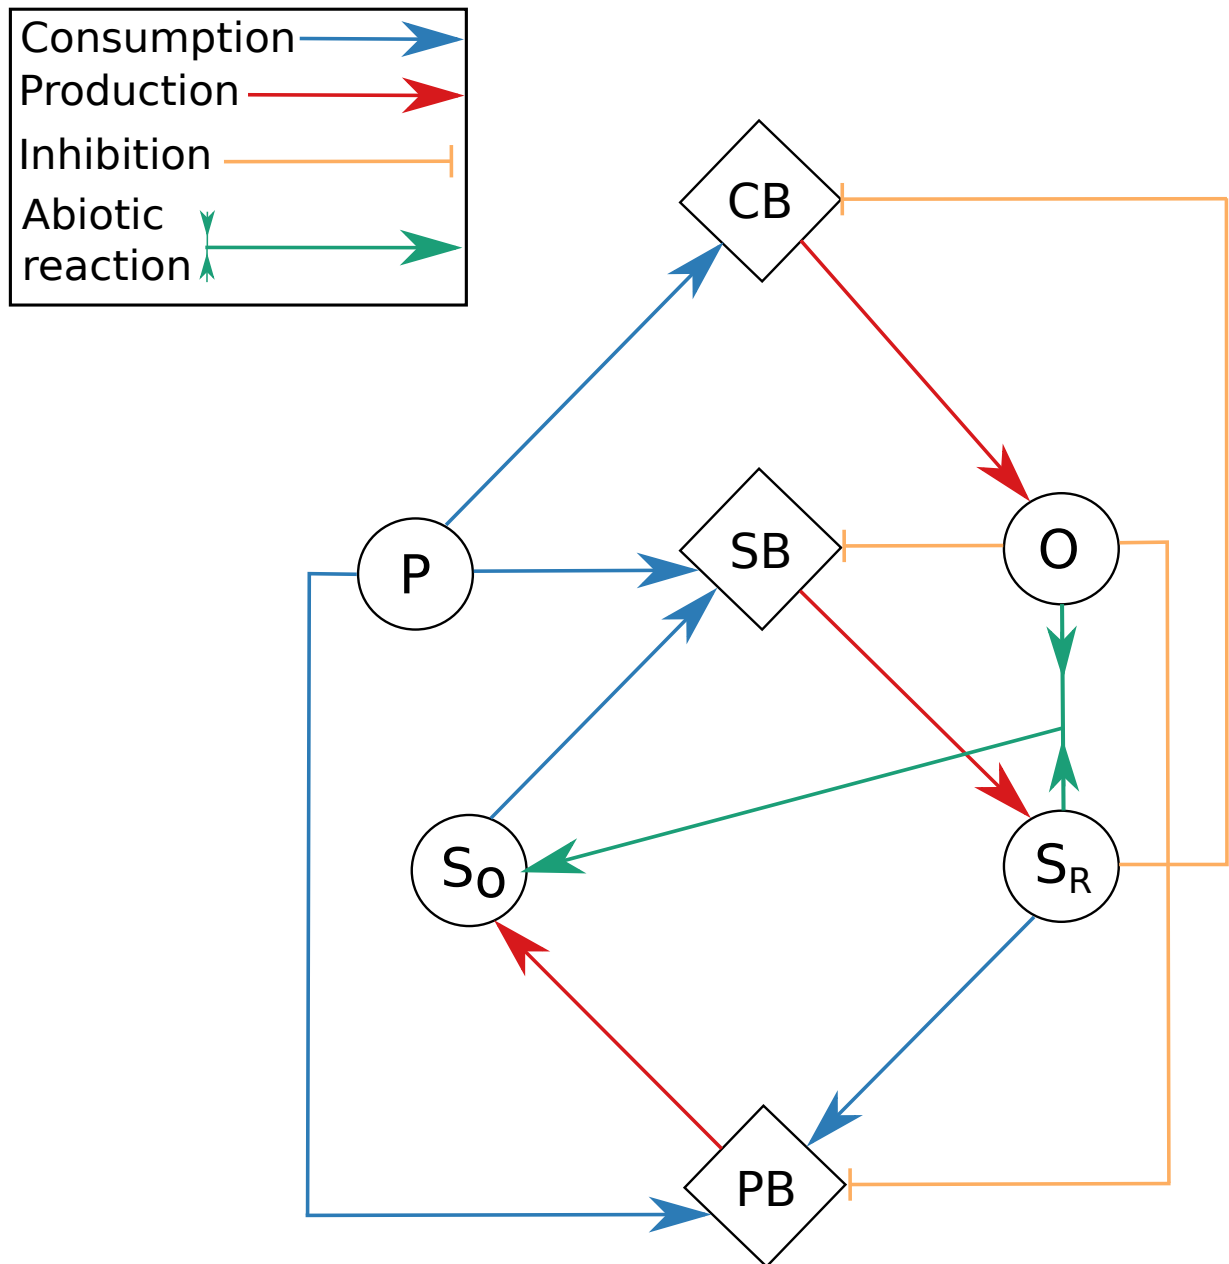 Consumption
Production
Inhibition
Abiotic
reaction
CB
P
SB
O
So
SR
PB